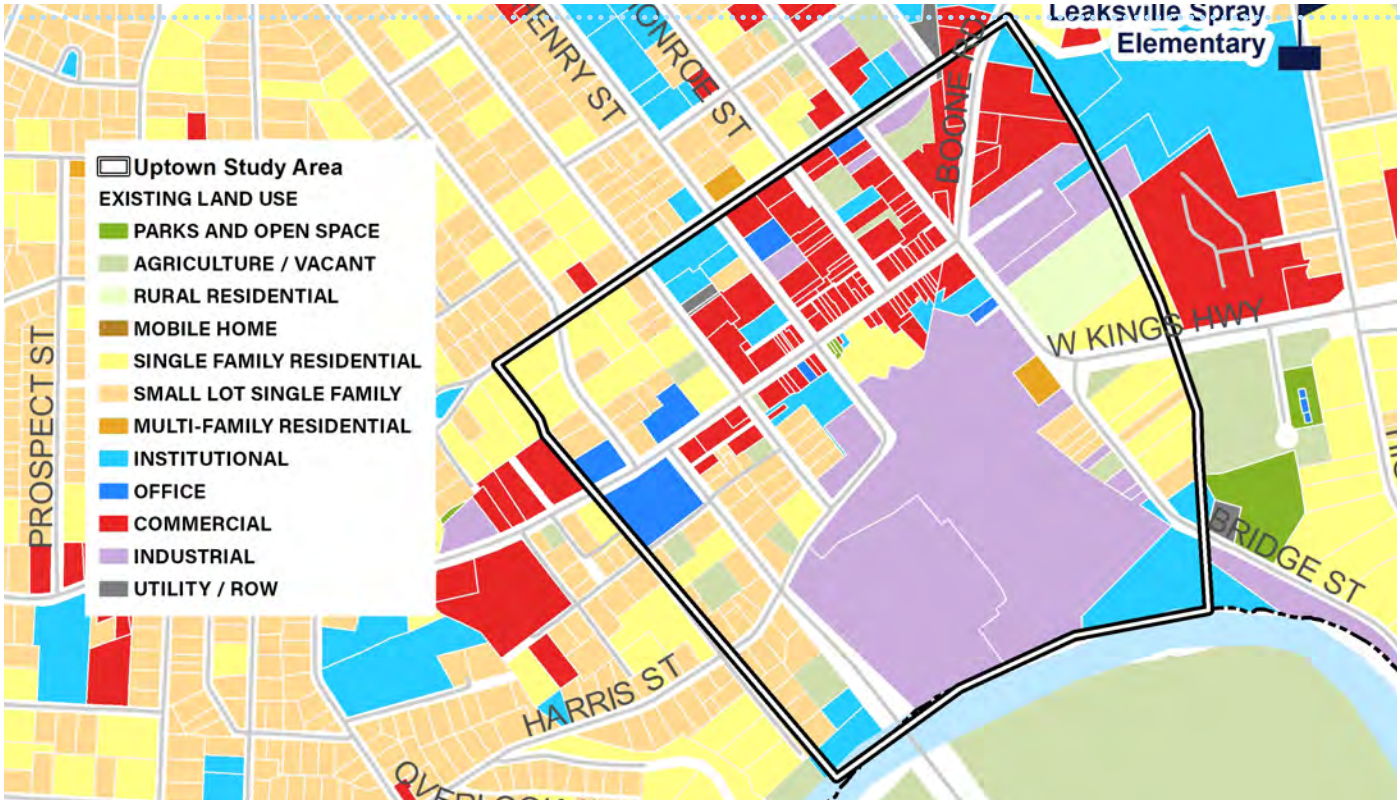 Leaksville Spray
Elementary
HENRY ST
MONROE ST
BOONE RD
Uptown Study Area
EXISTING LAND USE
PARKS AND OPEN SPACE
AGRICULTURE / VACANT
RURAL RESIDENTIAL
MOBILE HOME
SINGLE FAMILY RESIDENTIAL
SMALL LOT SINGLE FAMILY
MULTI-FAMILY RESIDENTIAL
INSTITUTIONAL
OFFICE
COMMERCIAL
INDUSTRIAL
UTILITY / ROW
PROSPECT ST
W KINGS HWY
BRIDGE ST
HARRIS ST